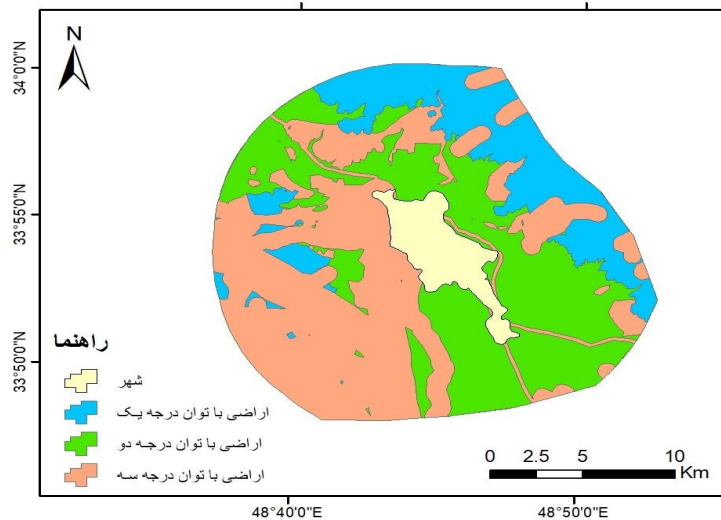 N
34°0'0"N
33°55'0"N
33°50'0"N
راهنما
شهر
اراضی با توان درجه یک
اراضی با توان درجه دو
اراضی با توان درجه سه
0 2.5 5 10
Km
48°40'0"E 48°50'0"E